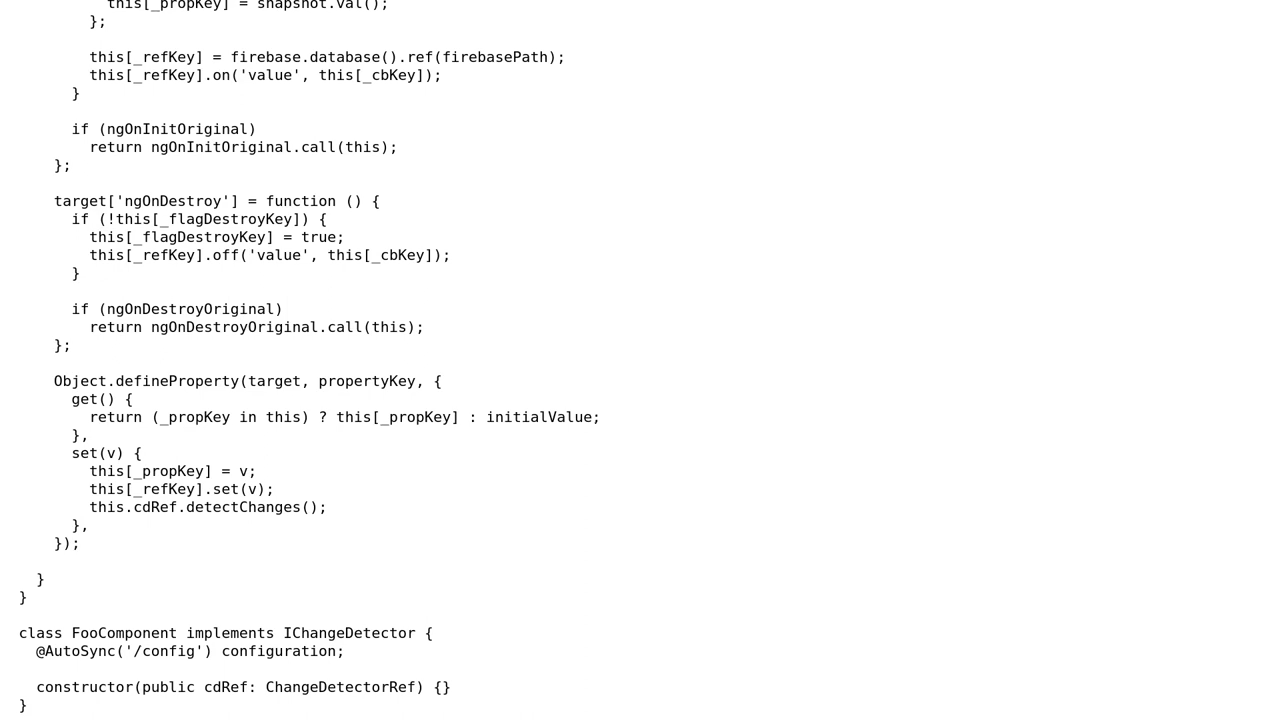 this[_propKey] = snapshot.val();
};
this[_refKey] = firebase.database().ref(firebasePath);
this[_refKey].on('value', this[_cbKey]);
}
if (ngOnInitOriginal)
return ngOnInitOriginal.call(this);
};
target['ngOnDestroy'] = function () {
if (!this[_flagDestroyKey]) {
this[_flagDestroyKey] = true;
this[_refKey].off('value', this[_cbKey]);
}
if (ngOnDestroyOriginal)
return ngOnDestroyOriginal.call(this);
};
Object.defineProperty(target, propertyKey, {
get() {
return (_propKey in this) ? this[_propKey] : initialValue;
},
set(v) {
this[_propKey] = v;
this[_refKey].set(v);
this.cdRef.detectChanges();
},
});
}
}
class FooComponent implements IChangeDetector {
@AutoSync('/config') configuration;
constructor(public cdRef: ChangeDetectorRef) {}
}